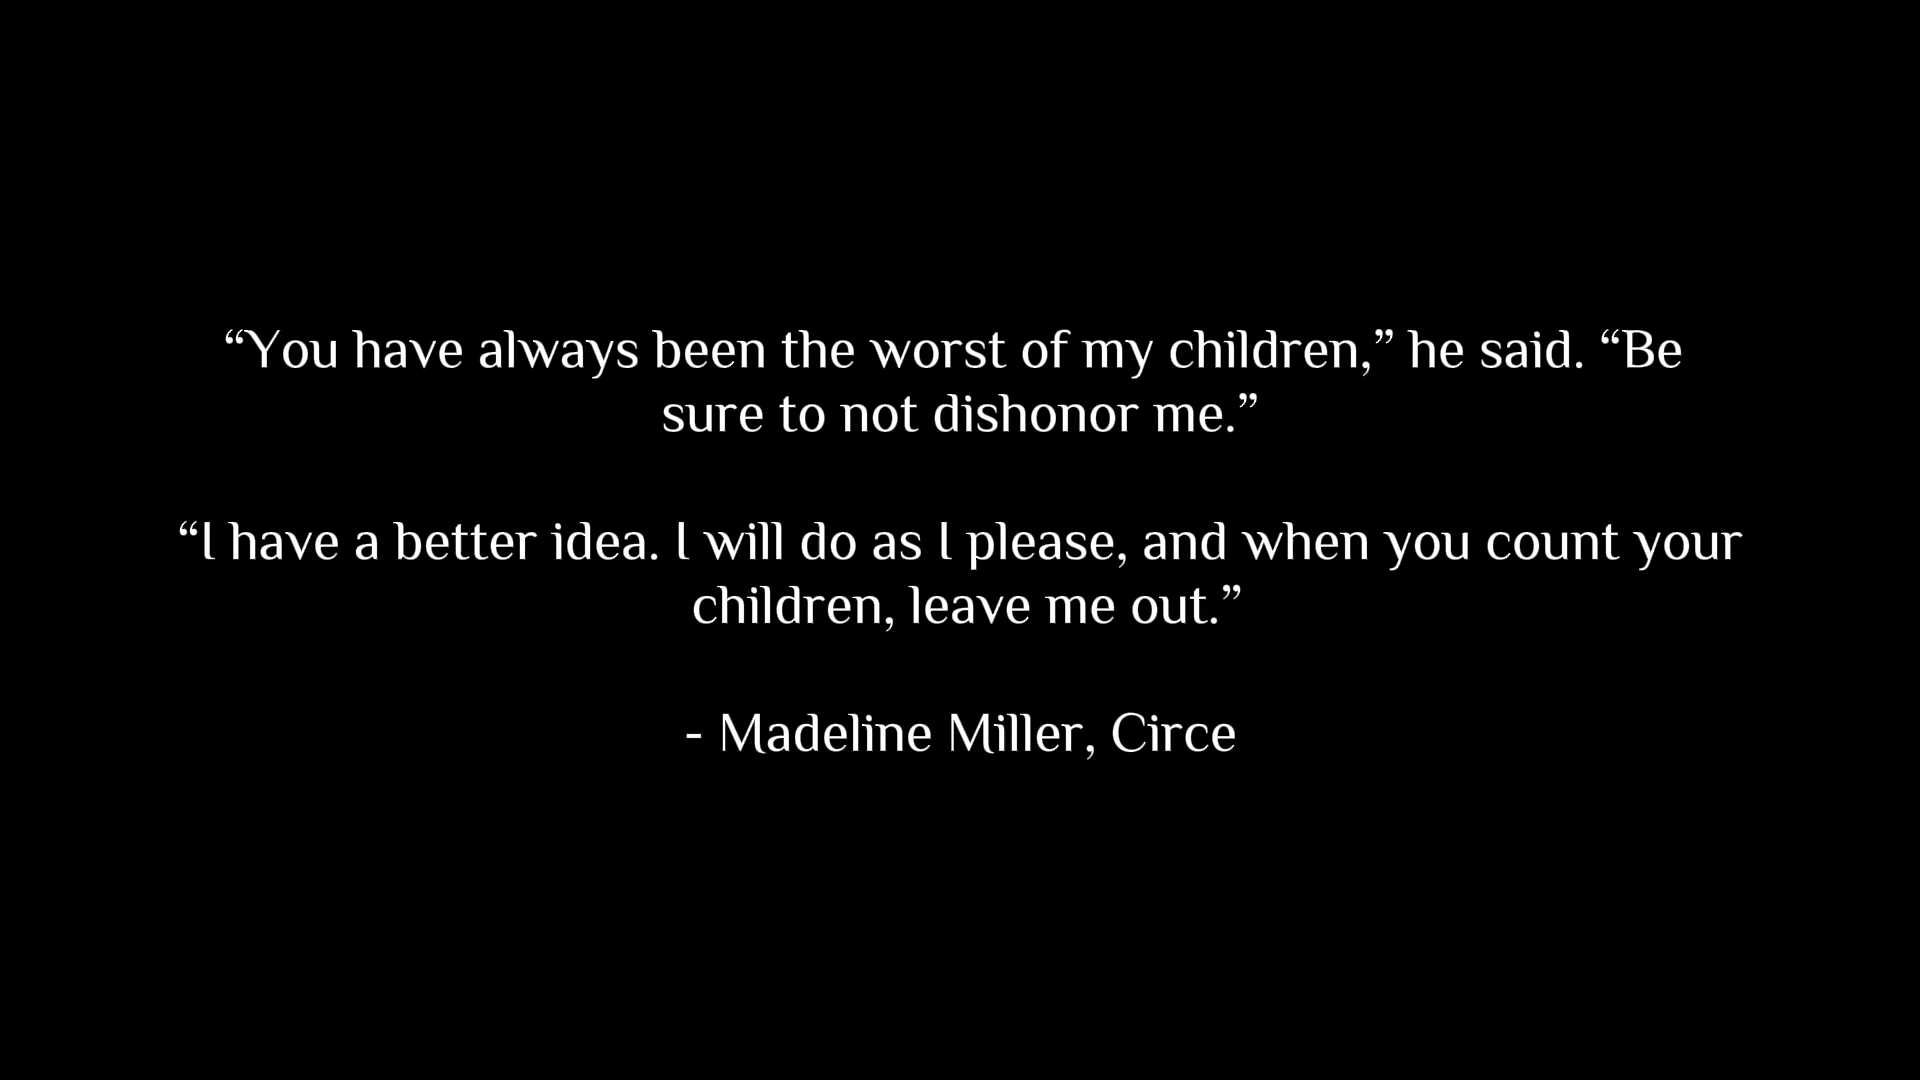 “You have always been the worst of my children,” he said. “Be
sure to not dishonor me.”
“I have a better idea. I will do as I please, and when you count your
children, leave me out.”
- Madeline Miller, Circe